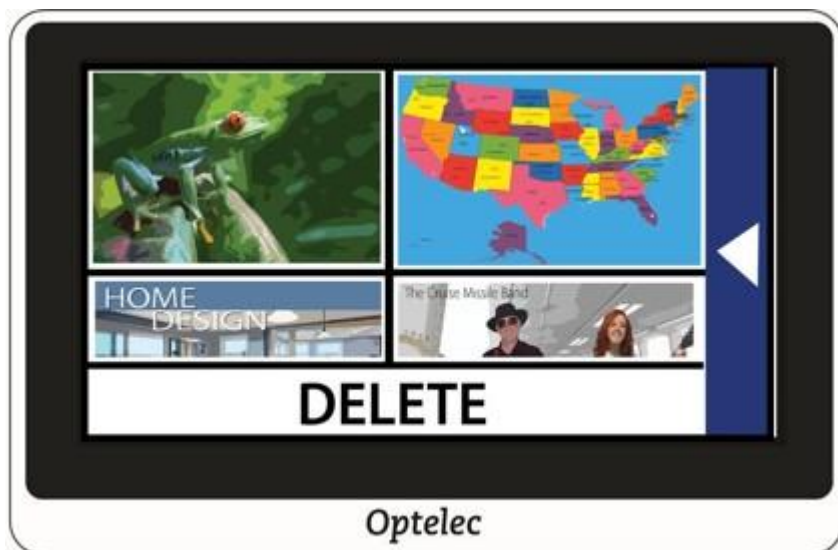 HOME
DESIGN
The Cruise Missile Band
DELETE
Optelec